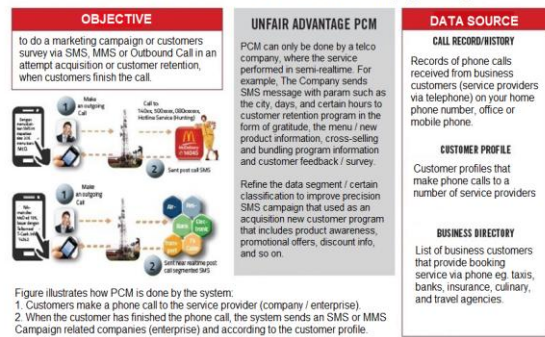 OBJECTIVE
to do a marketing campaign or customers
survey via SMS, MMS or Outbound Call in an
attempt acquisition or customer retention,
when customers finish the call.
1
Make
an outgoing
Call
Call to
Hotline Service (Hunting)
2
Sent post call SMS
1
Make
an outgoing
Call
Bank
2
Sent near realtime post
call segmented SMS
Figure illustrates how PCM is done by the system:
1. Customers make a phone call to the service provider (company / enterprise).
2. When the customer has finished the phone call, the system sends an SMS or MMS
Campaign related companies (enterprise) and according to the customer profile.
UNFAIR ADVANTAGE PCM
PCM can only be done by a telco
company, where the service
performed in semi-realtime. For
example, The Company sends
SMS message with param such as
the city, days, and certain hours to
customer retention program in the
form of gratitude, the menu / new
product information, cross-selling
and bundling program information
and customer feedback / survey.
Refine the data segment / certain
classification to improve precision
SMS campaign that used as an
acquisition new customer program
that includes product awareness,
promotional offers, discount info,
and so on.
DATA SOURCE
CALL RECORD/HISTORY
Records of phone calls
received from business
customers (service providers
via telephone) on your home
phone number, office or
mobile phone.
CUSTOMER PROFILE
Customer profiles that
make phone calls to a
number of service providers
BUSINESS DIRECTORY
List of business customers
that provide booking
service via phone eg. taxis,
banks, insurance, culinary,
and travel agencies.